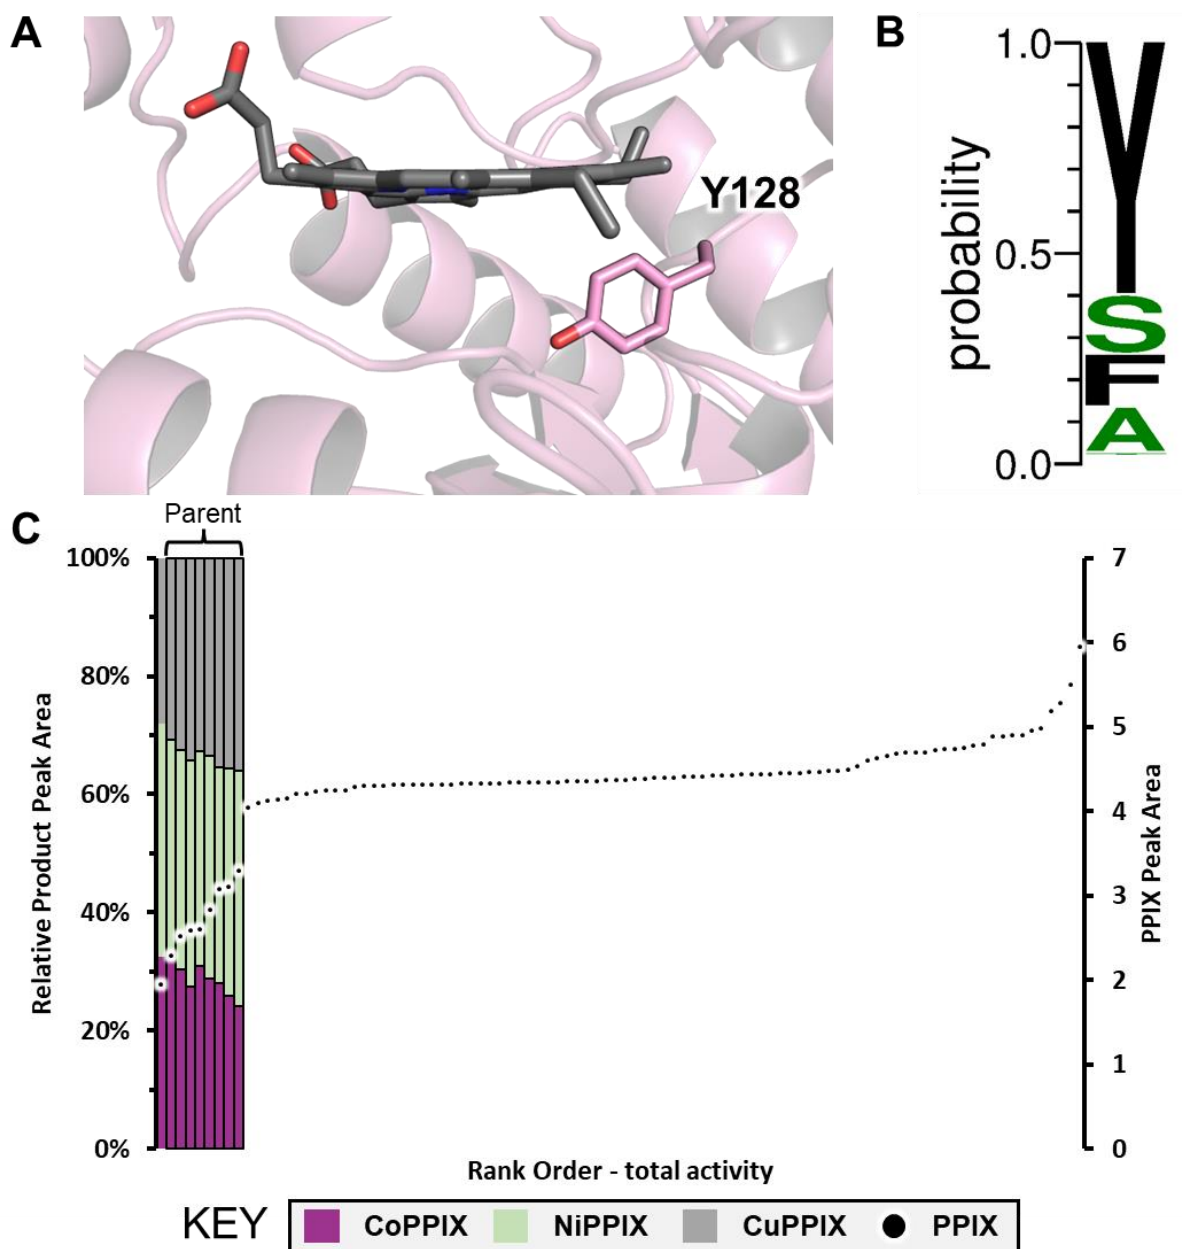 A
Y128
B
probability
1.0
0.5
0.0
Y
S
F
A
C
Parent
Relative Product Peak Area
100%
80%
60%
40%
20%
0%
7
6
5
4
3
2
1
0
PPIX Peak Area
Rank Order - total activity
KEY CoPPIX NiPPIX CuPPIX PPIX